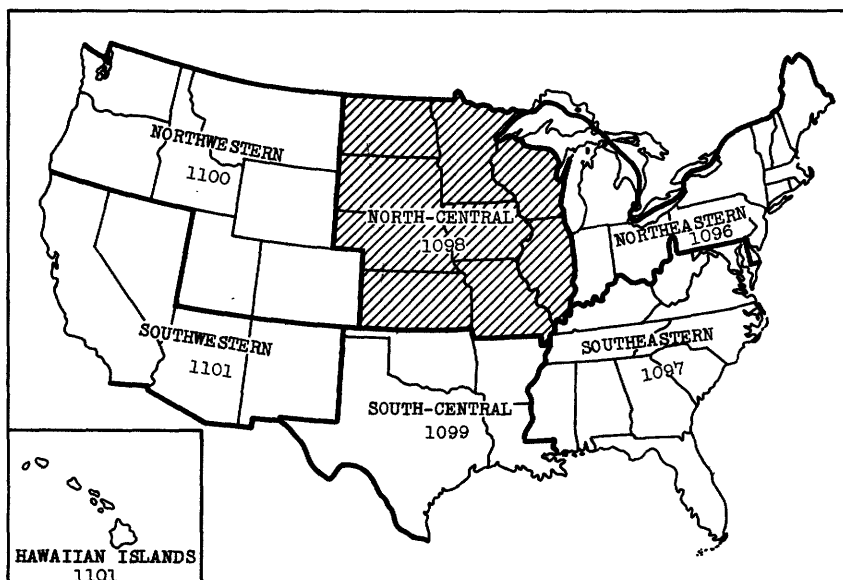 NORTHWESTERN
1100
NORTH-CENTRAL
1098
NORTHEASTERN
1096
SOUTHWESTERN
1101
SOUTHEASTERN
1097
SOUTH-CENTRAL
1099
HAWAIIAN ISLANDS
1101